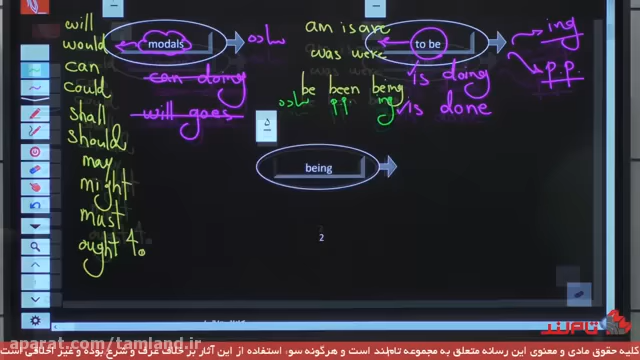 will
would
can
could
shall
should
may
might
must
ought to
modals
ساده
can doing
will goes
am is are
was were
be been being
ساده p.p. ing
to be
ing
p.p.
is doing
is done
being
2
تاملند
کلیه حقوق مادی و معنوی این رسانه متعلق به مجموعه تاملند است و هرگونه سوء استفاده از این آثار بر خلاف عرف و شرع بوده و غیر اخلاقی است
aparat.com/tamland.ir